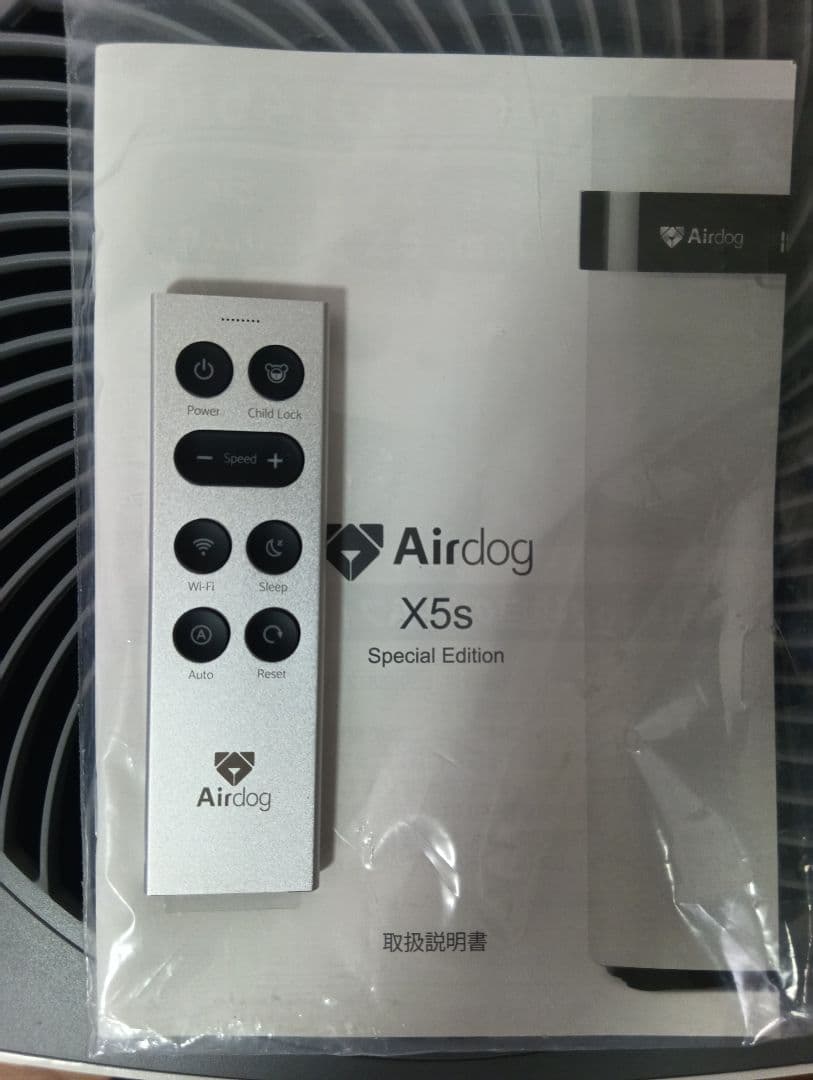 Airdog
Power
Child Lock
Speed
Wi-Fi
Sleep
A
Auto
Reset
Airdog
Airdog
X5s
Special Edition
取扱説明書